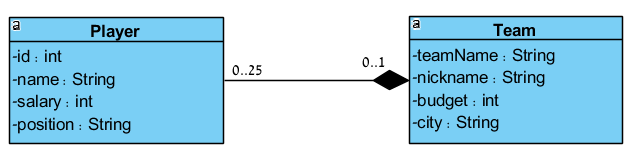 a
Player
-id : int
-name : String
-salary : int
-position : String
0..25
0..1
a
Team
-teamName : String
-nickname : String
-budget : int
-city : String